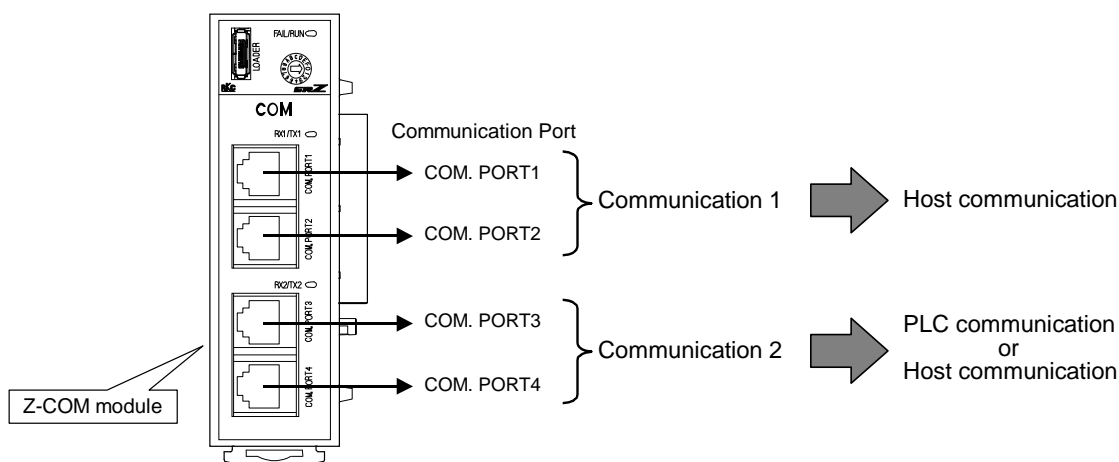 FAIL/RUN
LOADER
RKC
SRZ
COM
RX1/TX1
COM.PORT1
COM.PORT2
RX2/TX2
COM.PORT3
COM.PORT4
Communication Port
COM. PORT1
COM. PORT2
COM. PORT3
COM. PORT4
Communication 1
Communication 2
Host communication
PLC communication
or
Host communication
Z-COM module